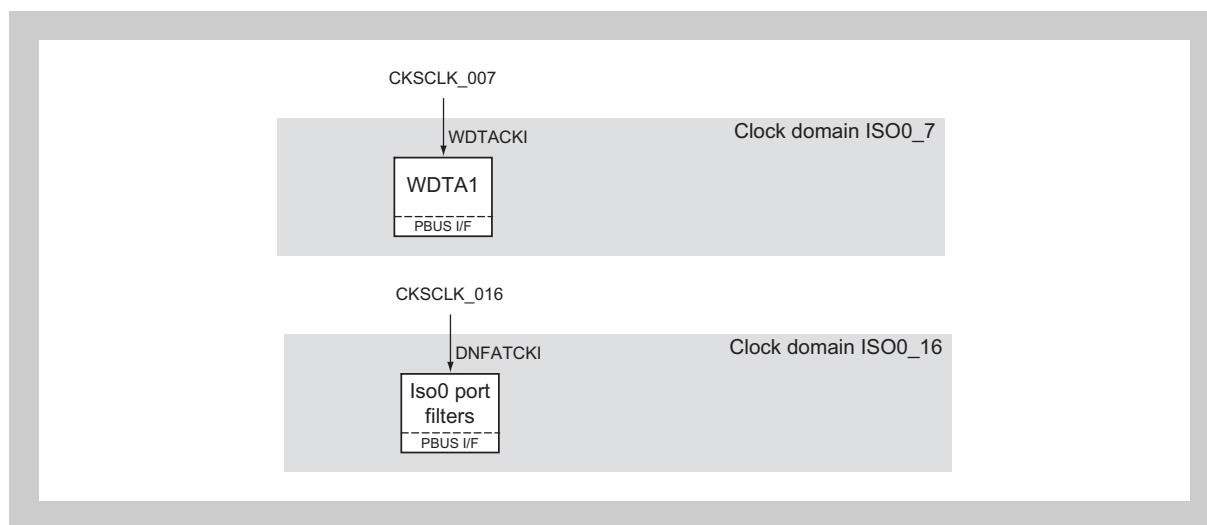 CKSCLK_007
WDTACKI
Clock domain ISO0_7
WDTA1
PBUS I/F
CKSCLK_016
DNFATCKI
Clock domain ISO0_16
Iso0 port
filters
PBUS I/F